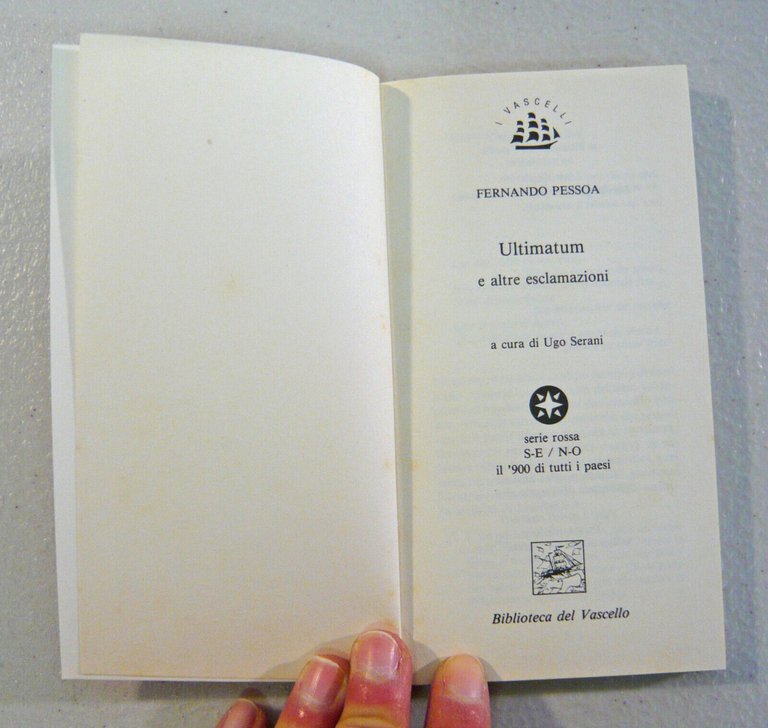 I VASCELLI
FERNANDO PESSOA
Ultimatum
e altre esclamazioni
a cura di Ugo Serani
serie rossa
S-E / N-O
il '900 di tutti i paesi
Biblioteca del Vascello